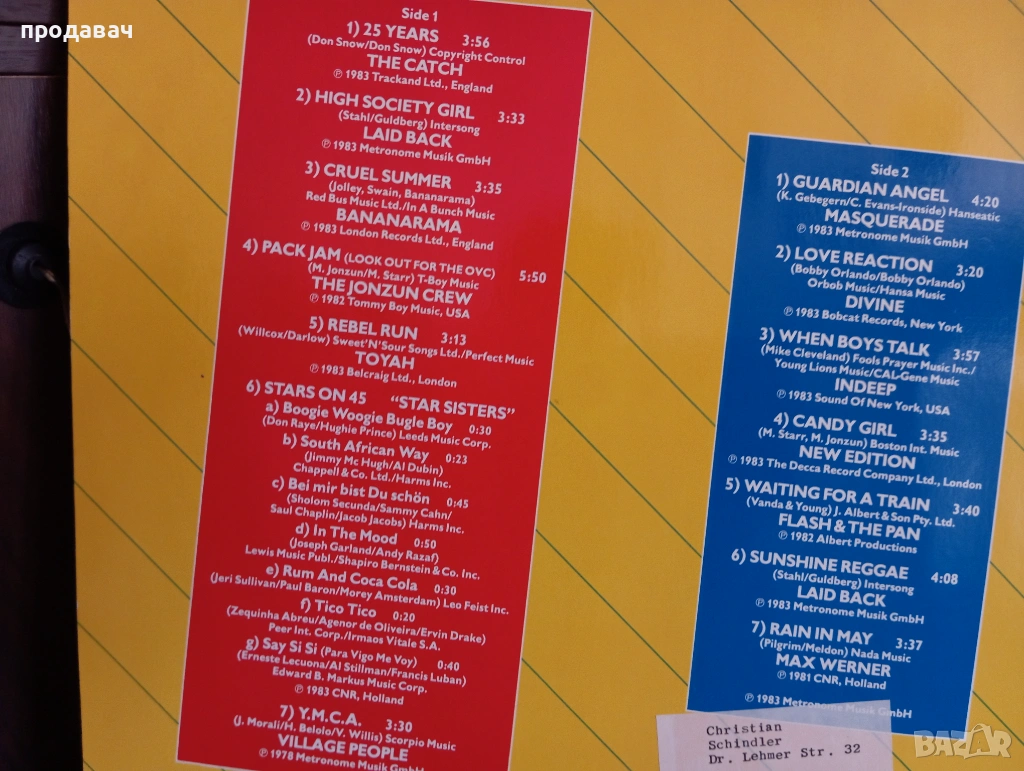 продавач
Side 1
1) 25 YEARS 3:56
(Don Snow/Don Snow) Copyright Control
THE CATCH
℗ 1983 Trackand Ltd., England
2) HIGH SOCIETY GIRL 3:33
(Stahl/Guldberg) Intersong
LAID BACK
℗ 1983 Metronome Musik GmbH
3) CRUEL SUMMER 3:35
(Jolley, Swain, Bananarama)
Red Bus Music Ltd./In A Bunch Music
BANANARAMA
℗ 1983 London Records Ltd., England
4) PACK JAM (LOOK OUT FOR THE OVC) 5:50
(M. Jonzun/M. Starr) T-Boy Music
THE JONZUN CREW
℗ 1982 Tommy Boy Music, USA
5) REBEL RUN 3:13
(Willcox/Darlow) Sweet'N'Sour Songs Ltd./Perfect Music
TOYAH
℗ 1983 Belcraig Ltd., London
6) STARS ON 45 "STAR SISTERS"
a) Boogie Woogie Bugle Boy 0:30
(Don Raye/Hughie Prince) Leeds Music Corp.
b) South African Way 0:23
(Jimmy Mc Hugh/Al Dubin)
Chappell & Co. Ltd./Harms Inc.
c) Bei mir bist Du schön 0:45
(Sholom Secunda/Sammy Cahn/
Saul Chaplin/Jacob Jacobs) Harms Inc.
d) In The Mood 0:50
(Joseph Garland/Andy Razaf)
Lewis Music Publ./Shapiro Bernstein & Co. Inc.
e) Rum And Coca Cola 0:30
(Jeri Sullivan/Paul Baron/Morey Amsterdam) Leo Feist Inc.
f) Tico Tico 0:20
(Zequinha Abreu/Agenor de Oliveira/Ervin Drake)
Peer Int. Corp./Irmaos Vitale S.A.
g) Say Si Si (Para Vigo Me Voy) 0:40
(Erneste Lecuona/Al Stillman/Francis Luban)
Edward B. Markus Music Corp.
℗ 1983 CNR, Holland
7) Y.M.C.A. 3:30
(J. Morali/H. Belolo/V. Willis) Scorpio Music
VILLAGE PEOPLE
℗ 1978 Metronome Musik GmbH
Side 2
1) GUARDIAN ANGEL 4:20
(K. Gebegern/C. Evans-Ironside) Hanseatic
MASQUERADE
℗ 1983 Metronome Musik GmbH
2) LOVE REACTION 3:20
(Bobby Orlando/Bobby Orlando)
Orbob Music/Hansa Music
DIVINE
℗ 1983 Bobcat Records, New York
3) WHEN BOYS TALK 3:57
(Mike Cleveland) Fools Prayer Music Inc./
Young Lions Music/CAL-Gene Music
INDEEP
℗ 1983 Sound Of New York, USA
4) CANDY GIRL 3:35
(M. Starr, M. Jonzun) Boston Int. Music
NEW EDITION
℗ 1983 The Decca Record Company Ltd., London
5) WAITING FOR A TRAIN 3:40
(Vanda & Young) J. Albert & Son Pty. Ltd.
FLASH & THE PAN
℗ 1982 Albert Productions
6) SUNSHINE REGGAE 4:08
(Stahl/Guldberg) Intersong
LAID BACK
℗ 1983 Metronome Musik GmbH
7) RAIN IN MAY 3:37
(Pilgrim/Meldon) Nada Music
MAX WERNER
℗ 1981 CNR, Holland
℗ 1983 Metronome Musik GmbH
Christian
Schindler
Dr. Lehmer Str. 32
BAZAR